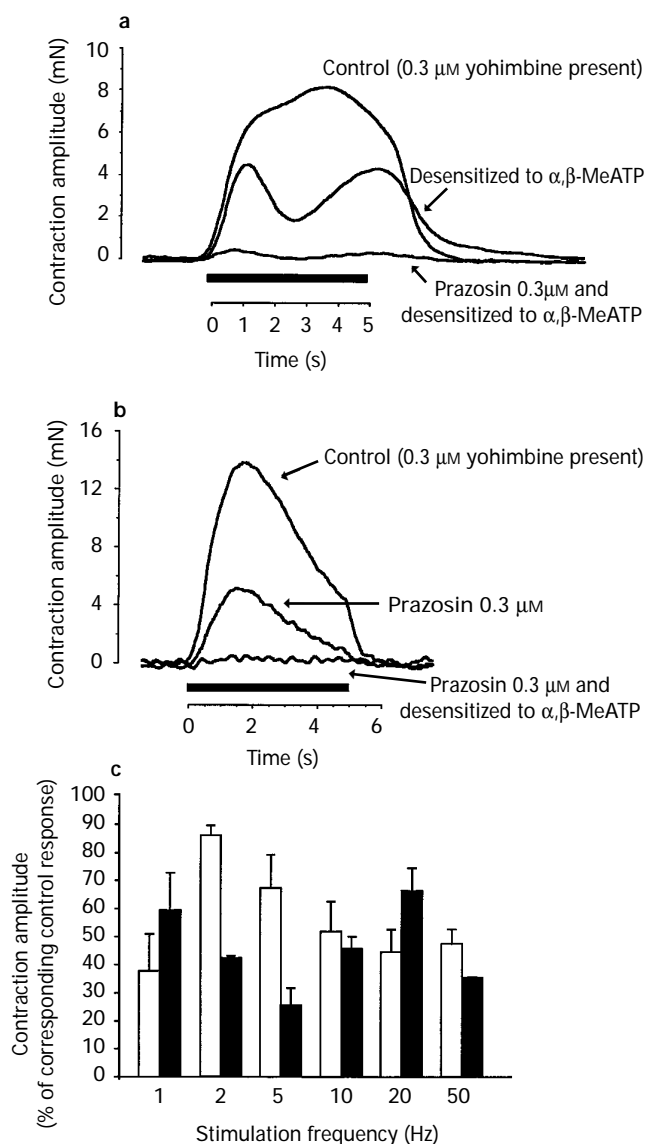 a
Contraction amplitude (mN)
10
8
6
4
2
0
Control (0.3 μM yohimbine present)
Desensitized to α,β-MeATP
Prazosin 0.3μM and
desensitized to α,β-MeATP
0 1 2 3 4 5
Time (s)
b
Contraction amplitude (mN)
16
12
8
4
0
Control (0.3 μM yohimbine present)
Prazosin 0.3 μM
Prazosin 0.3 μM and
desensitized to α,β-MeATP
0 2 4 6
Time (s)
c
Contraction amplitude
(% of corresponding control response)
100
90
80
70
60
50
40
30
20
10
0
1 2 5 10 20 50
Stimulation frequency (Hz)